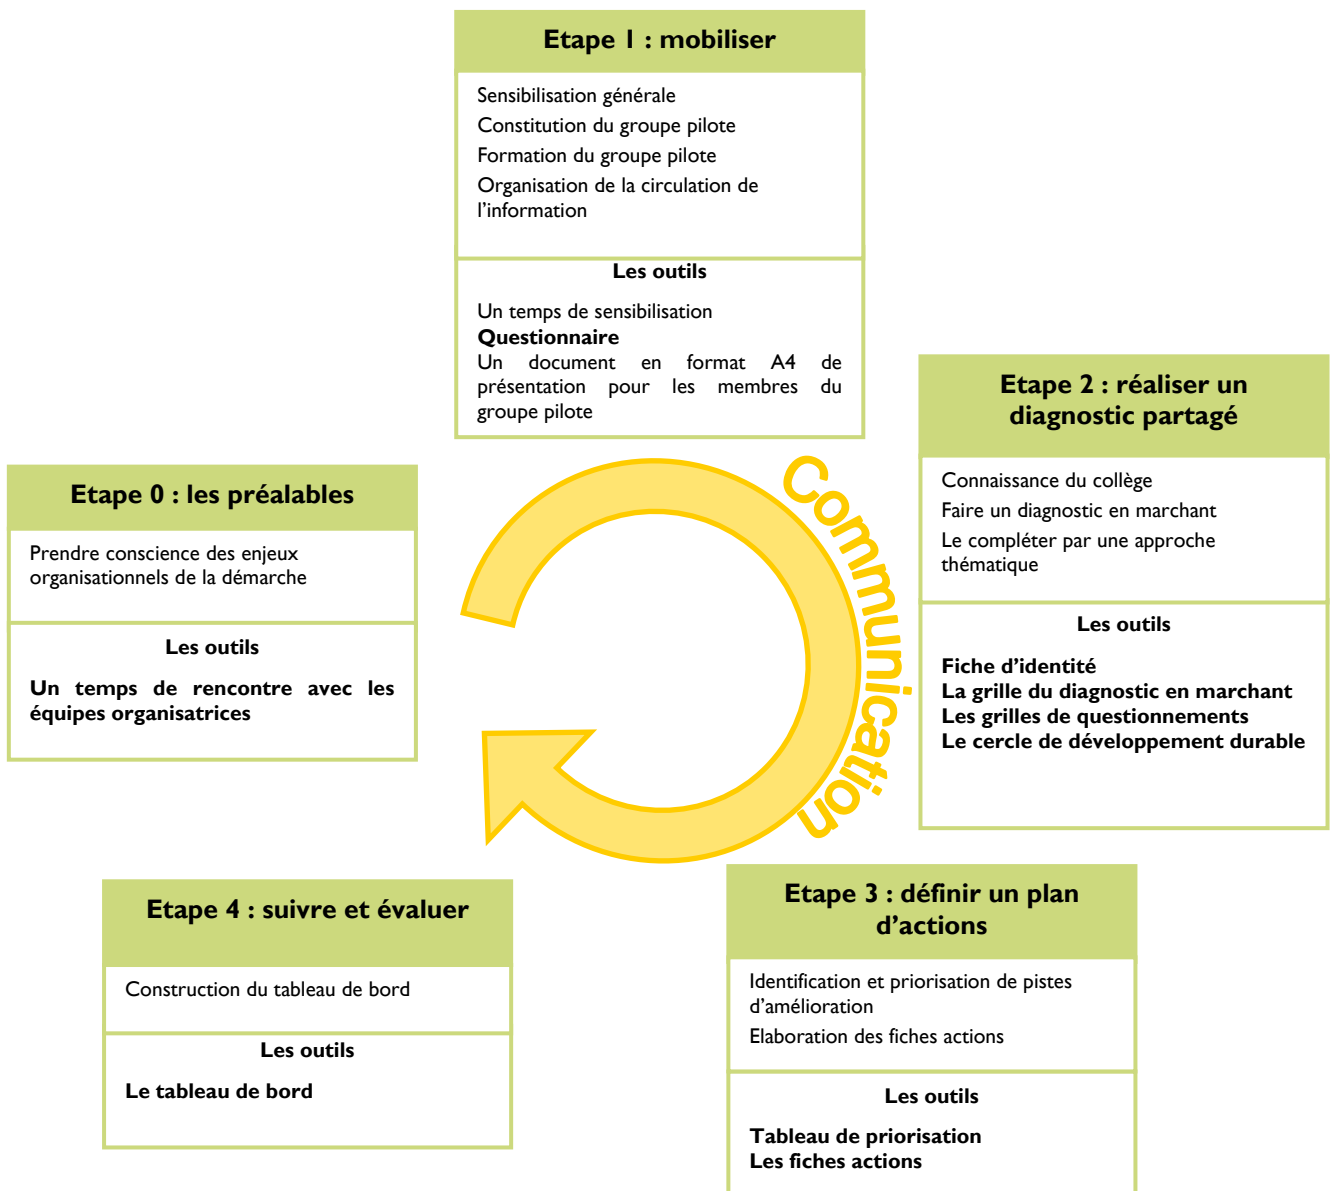 Etape 1 : mobiliser
Sensibilisation générale
Constitution du groupe pilote
Formation du groupe pilote
Organisation de la circulation de
l’information
Les outils
Un temps de sensibilisation
Questionnaire
Un document en format A4 de
présentation pour les membres du
groupe pilote
Etape 2 : réaliser un
diagnostic partagé
Connaissance du collège
Faire un diagnostic en marchant
Le compléter par une approche
thématique
Les outils
Fiche d’identité
La grille du diagnostic en marchant
Les grilles de questionnements
Le cercle de développement durable
Etape 0 : les préalables
Prendre conscience des enjeux
organisationnels de la démarche
Les outils
Un temps de rencontre avec les
équipes organisatrices
Communication
Etape 3 : définir un plan
d’actions
Identification et priorisation de pistes
d’amélioration
Elaboration des fiches actions
Les outils
Tableau de priorisation
Les fiches actions
Etape 4 : suivre et évaluer
Construction du tableau de bord
Les outils
Le tableau de bord